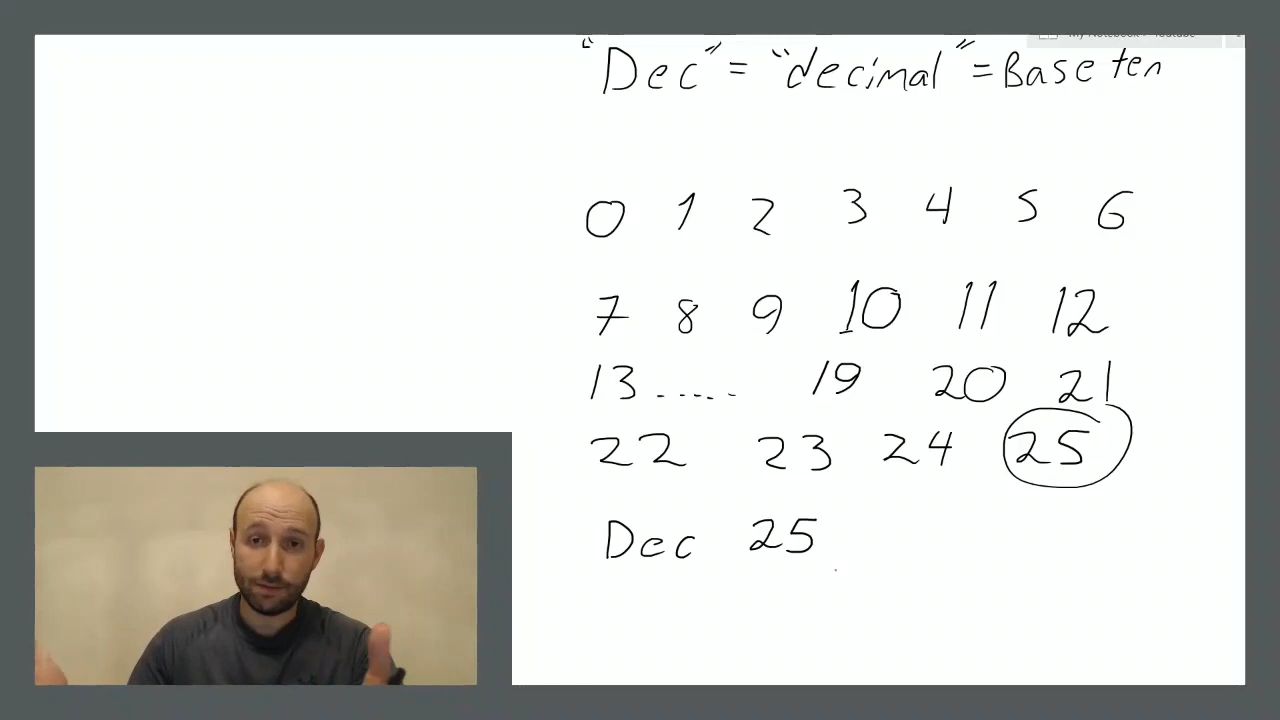 "Dec" = "decimal" = Base ten
0 1 2 3 4 5 6
7 8 9 10 11 12
13 ..... 19 20 21
22 23 24 25
Dec 25